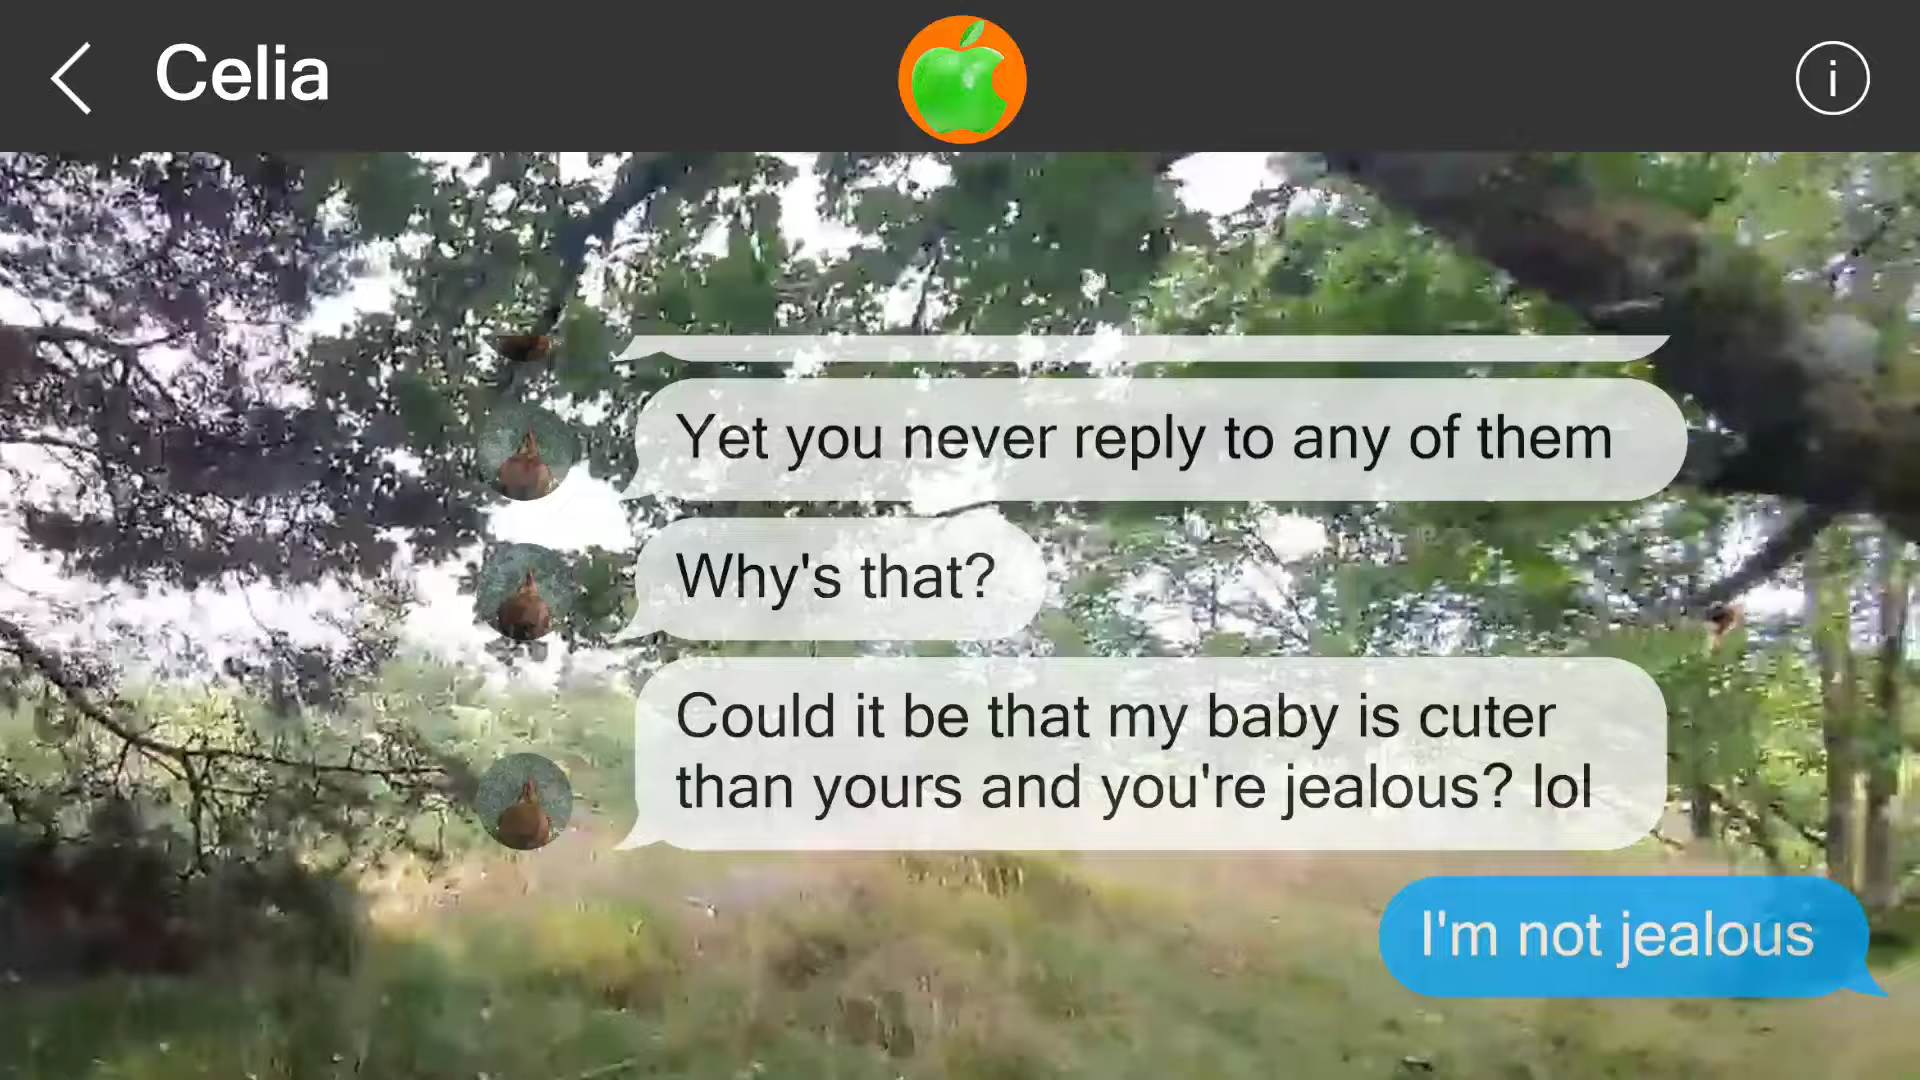 Celia
Yet you never reply to any of them
Why's that?
Could it be that my baby is cuter
than yours and you're jealous? lol
I'm not jealous